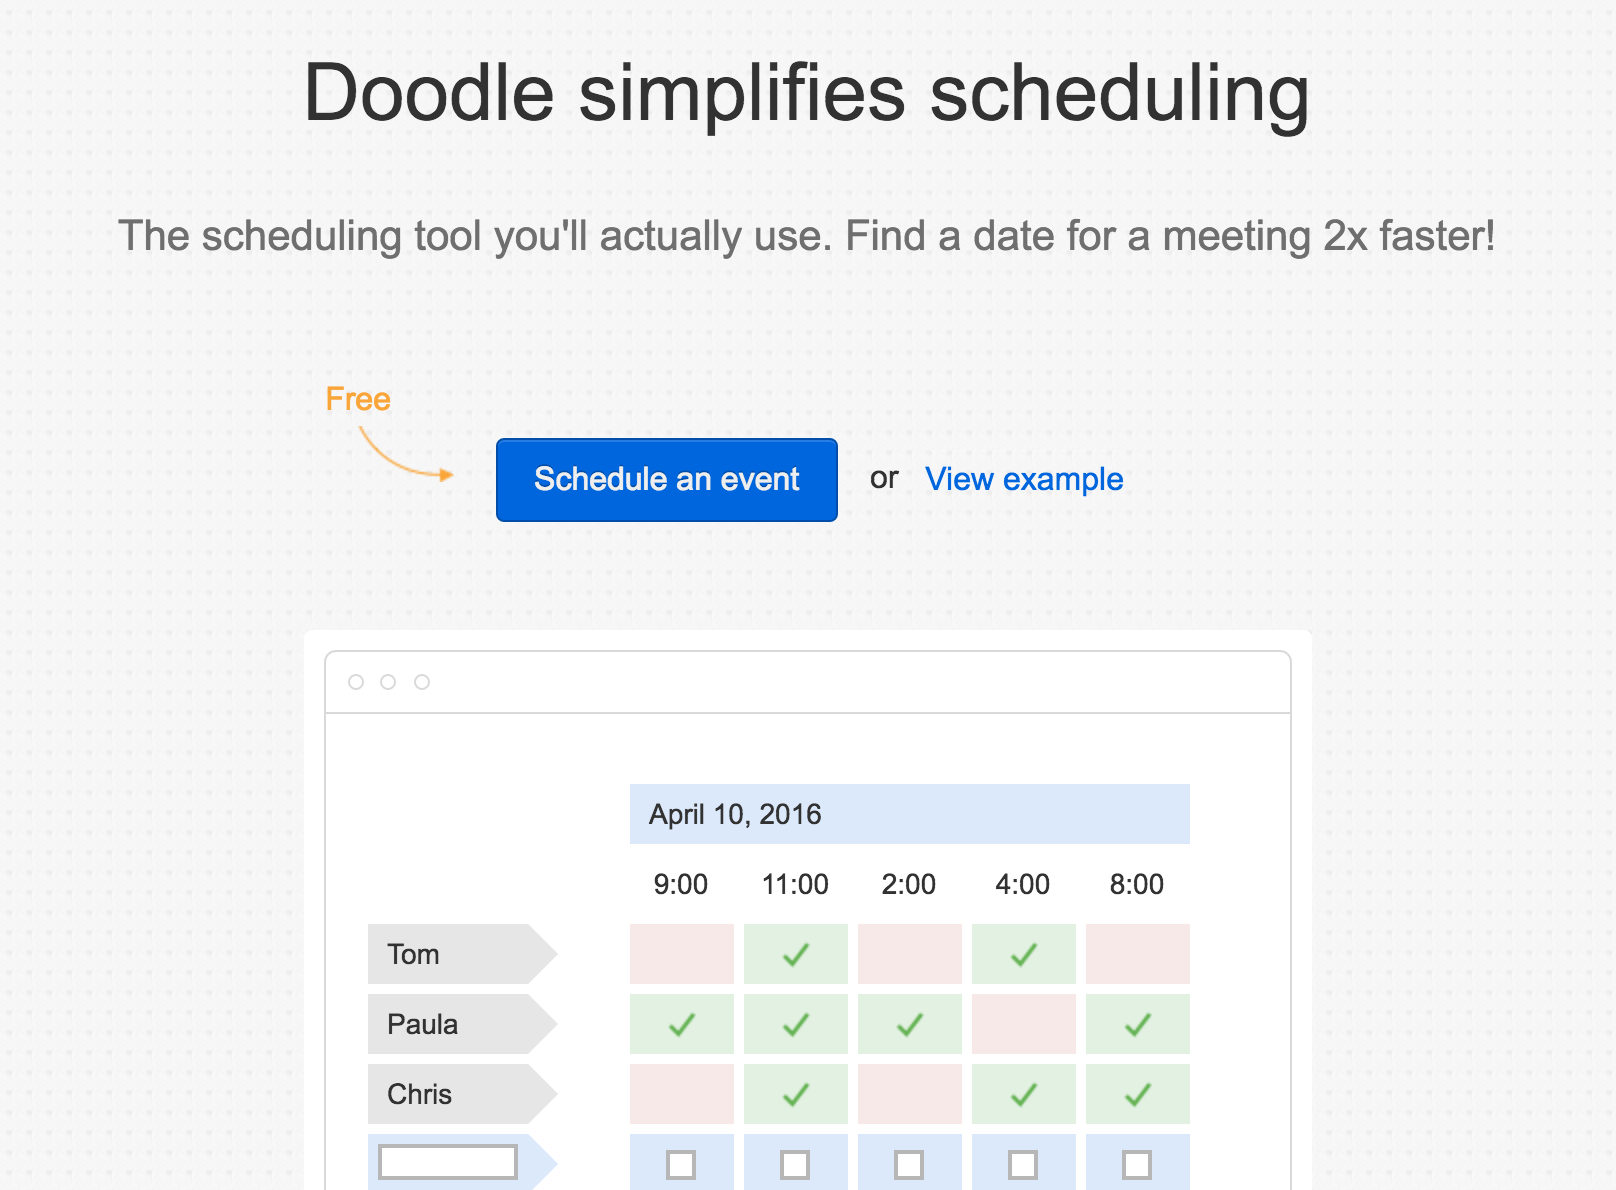 Doodle simplifies scheduling
The scheduling tool you'll actually use. Find a date for a meeting 2x faster!
Free
Schedule an event or View example
April 10, 2016
9:00 11:00 2:00 4:00 8:00
Tom
Paula
Chris